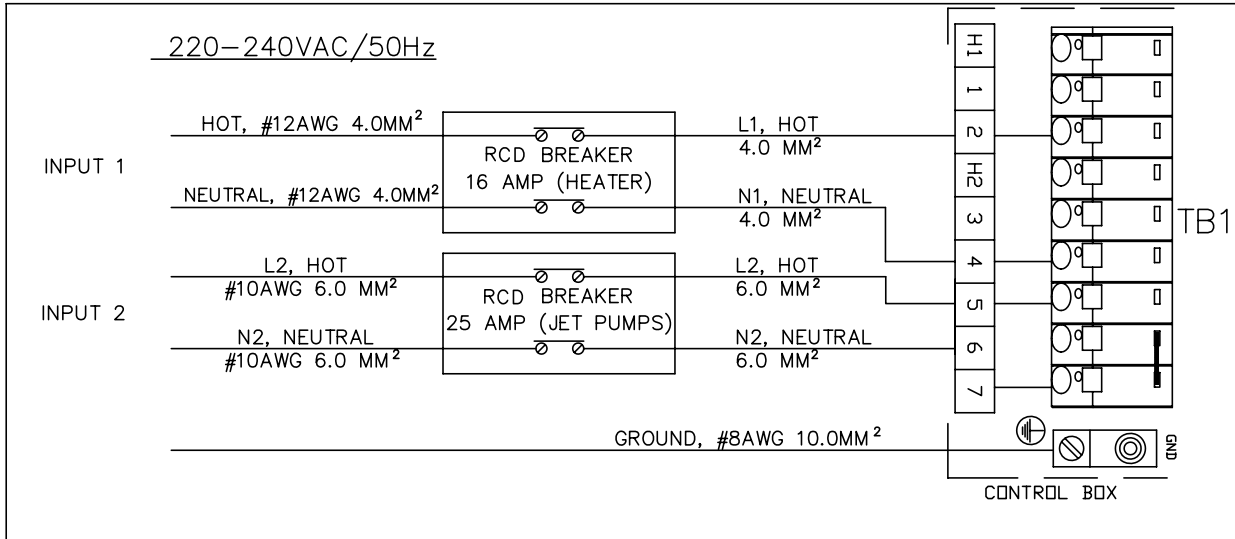 220-240VAC/50Hz
INPUT 1
HOT, #12AWG 4.0MM²
NEUTRAL, #12AWG 4.0MM²
RCD BREAKER
16 AMP (HEATER)
L1, HOT
4.0 MM²
N1, NEUTRAL
4.0 MM²
INPUT 2
L2, HOT
#10AWG 6.0 MM²
N2, NEUTRAL
#10AWG 6.0 MM²
RCD BREAKER
25 AMP (JET PUMPS)
L2, HOT
6.0 MM²
N2, NEUTRAL
6.0 MM²
GROUND, #8AWG 10.0MM²
H1
1
2
H2
3
4
5
6
7
TB1
GND
CONTROL BOX